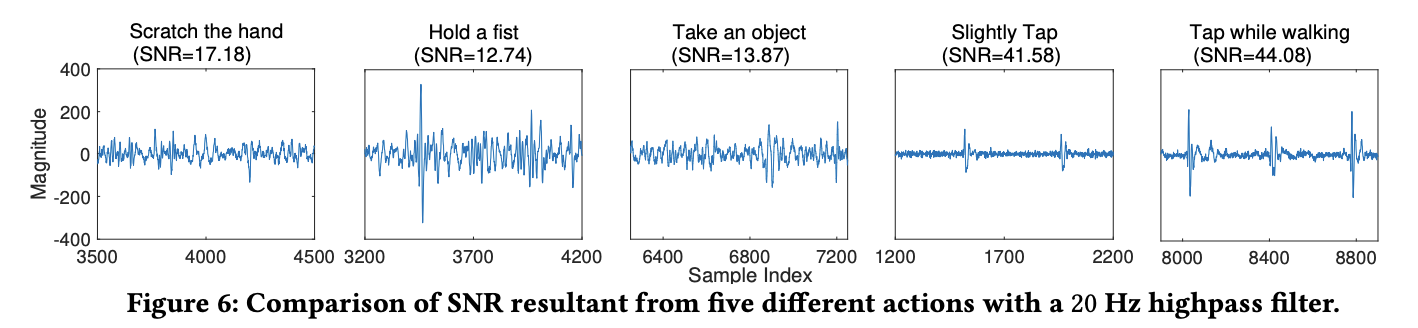 Scratch the hand
(SNR=17.18)
Hold a fist
(SNR=12.74)
Take an object
(SNR=13.87)
Slightly Tap
(SNR=41.58)
Tap while walking
(SNR=44.08)
Magnitude
400
200
0
-200
-400
3500 4000 4500
3200 3700 4200
6400 6800 7200
1200 1700 2200
8000 8400 8800
Sample Index
Figure 6: Comparison of SNR resultant from five different actions with a 20 Hz highpass filter.